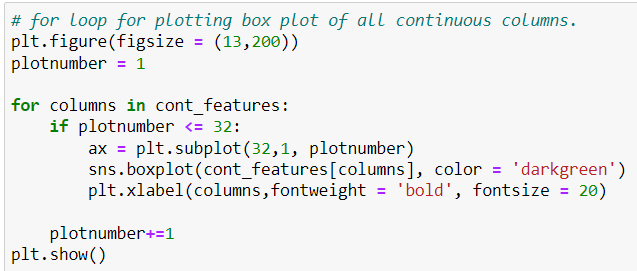 # for loop for plotting box plot of all continuous columns.
plt.figure(figsize = (13,200))
plotnumber = 1

for columns in cont_features:
    if plotnumber <= 32:
        ax = plt.subplot(32,1, plotnumber)
        sns.boxplot(cont_features[columns], color = 'darkgreen')
        plt.xlabel(columns,fontweight = 'bold', fontsize = 20)

    plotnumber+=1
plt.show()